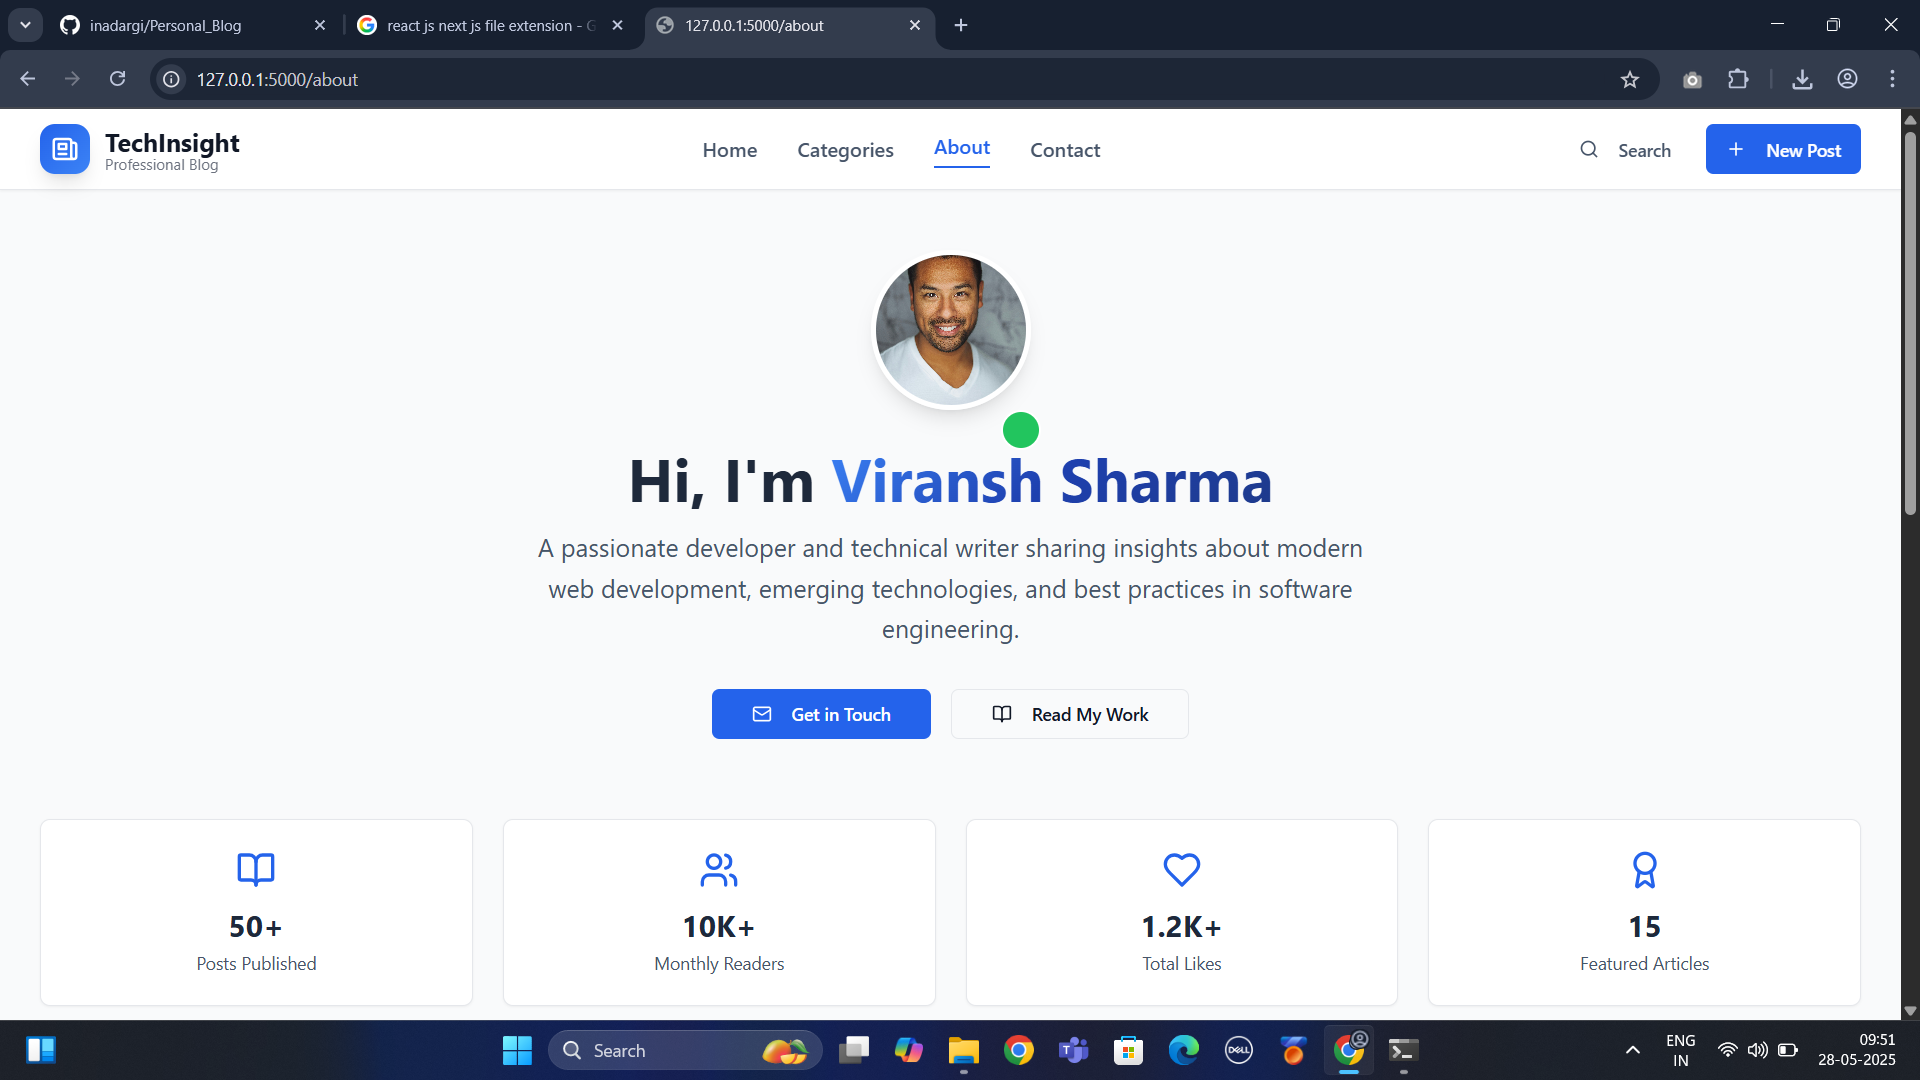 inadargi/Personal_Blog
react js next js file extension - G
127.0.0.1:5000/about
127.0.0.1:5000/about
TechInsight
Professional Blog
Home
Categories
About
Contact
Search
New Post
Hi, I'm Viransh Sharma
A passionate developer and technical writer sharing insights about modern
web development, emerging technologies, and best practices in software
engineering.
Get in Touch
Read My Work
50+
Posts Published
10K+
Monthly Readers
1.2K+
Total Likes
15
Featured Articles
Search
T
DELL
ENG
IN
09:51
28-05-2025